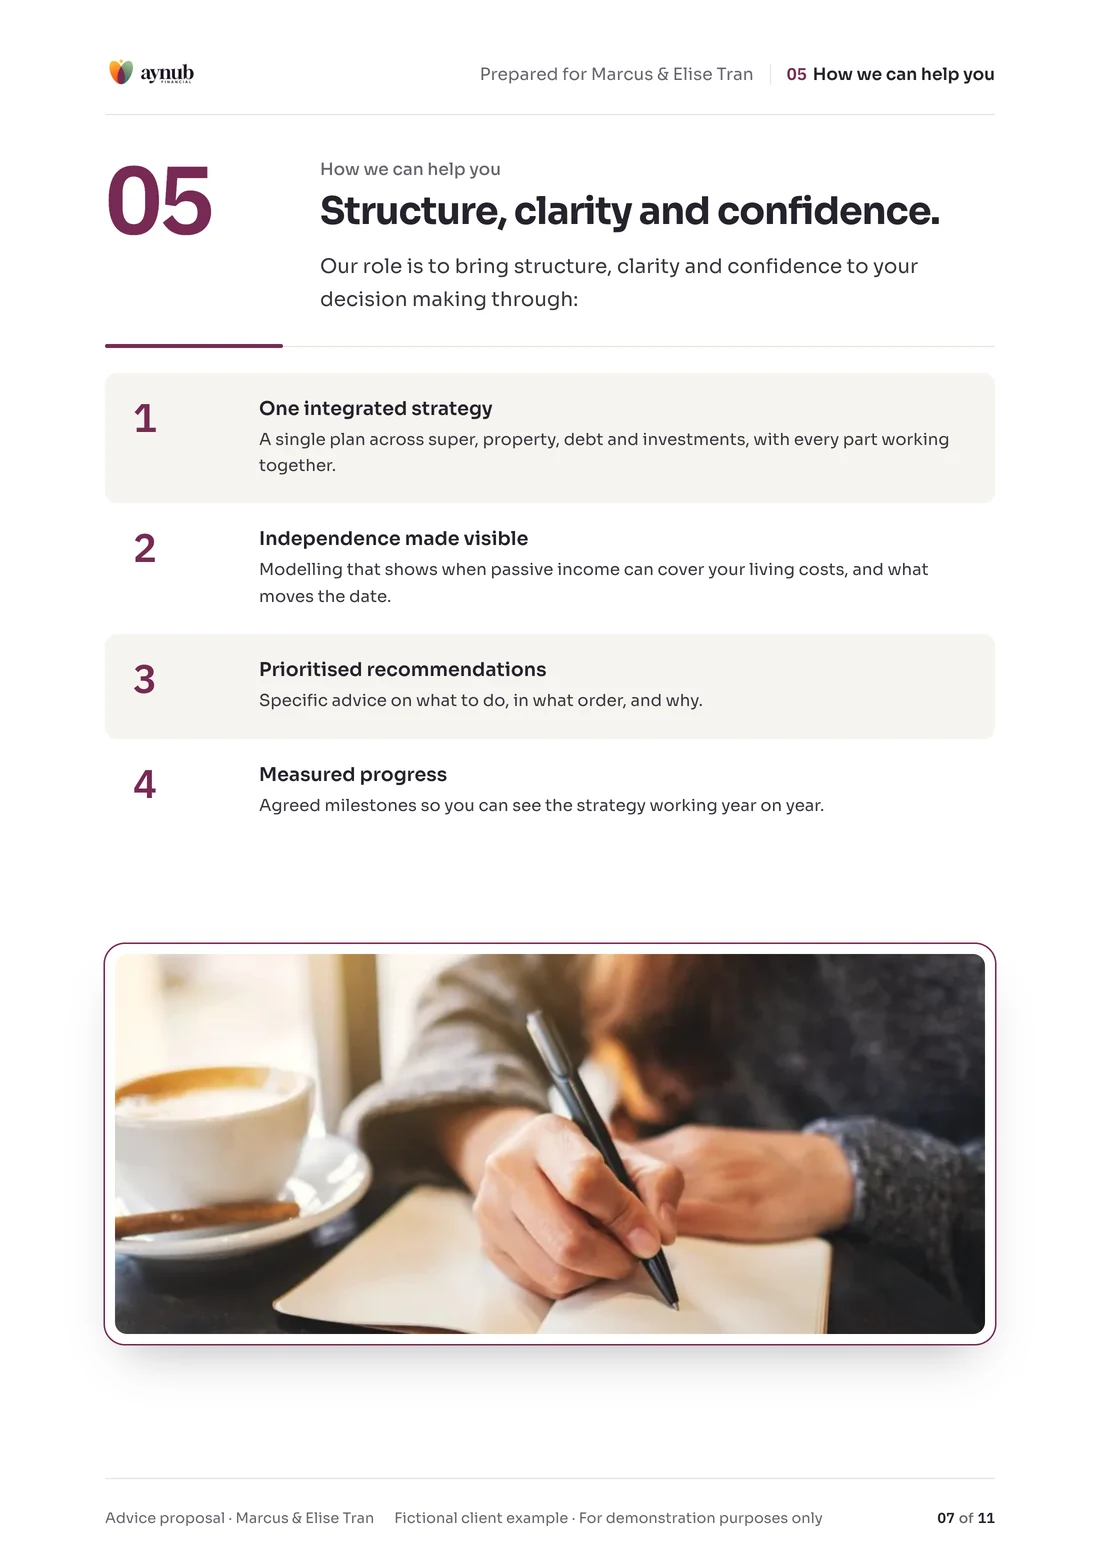 aynub
FINANCIAL
Prepared for Marcus & Elise Tran
05 How we can help you
05
How we can help you
Structure, clarity and confidence.
Our role is to bring structure, clarity and confidence to your
decision making through:
1
One integrated strategy
A single plan across super, property, debt and investments, with every part working
together.
2
Independence made visible
Modelling that shows when passive income can cover your living costs, and what
moves the date.
3
Prioritised recommendations
Specific advice on what to do, in what order, and why.
4
Measured progress
Agreed milestones so you can see the strategy working year on year.
Advice proposal · Marcus & Elise Tran
Fictional client example · For demonstration purposes only
07 of 11